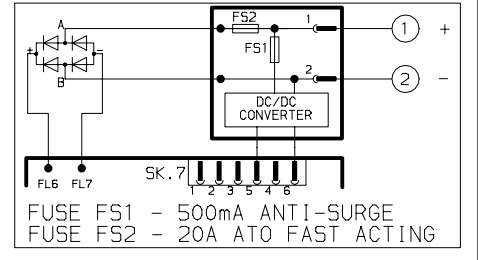 A
FS2
1
1
+
FS1
+
-
B
2
2
-
DC/DC
CONVERTER
SK.7
FL6
FL7
1 2 3 5 4 6
FUSE FS1 - 500mA ANTI-SURGE
FUSE FS2 - 20A ATO FAST ACTING